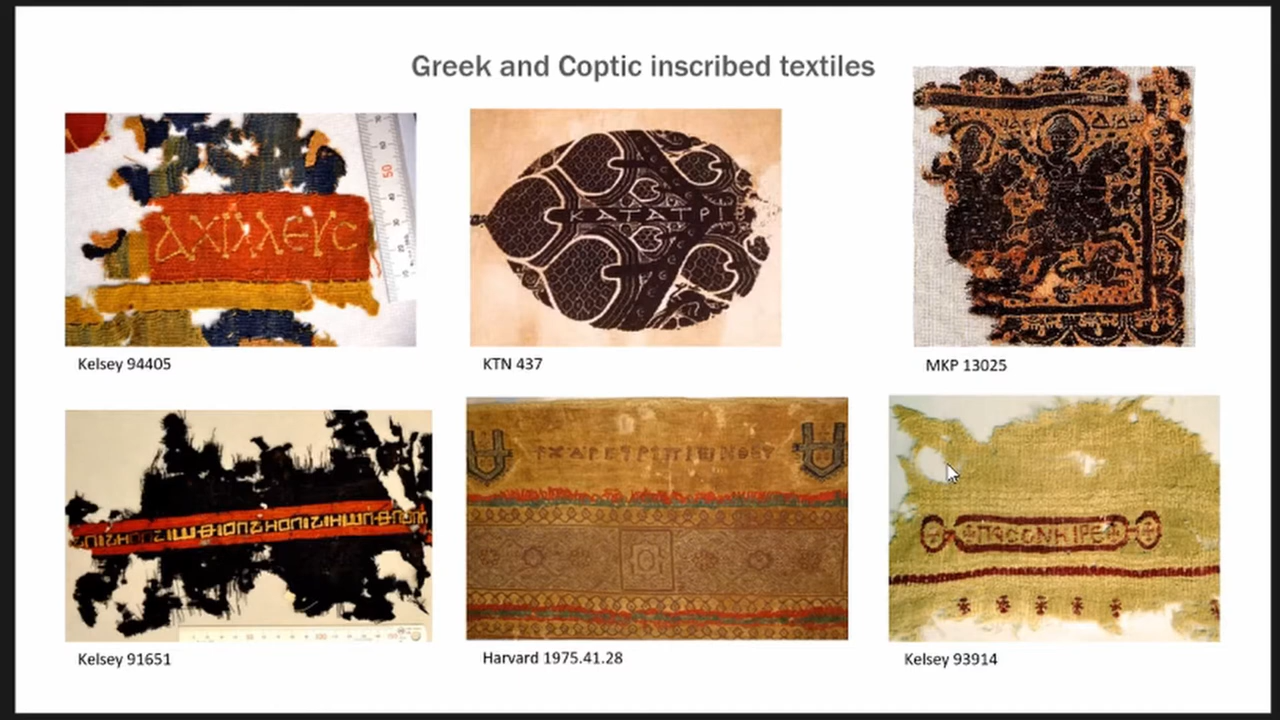 Greek and Coptic inscribed textiles
ΑΧΙΛΛΕΥС
ΚΑΤΑΤΡΙ
Kelsey 94405
KTN 437
MKP 13025
Kelsey 91651
Harvard 1975.41.28
Kelsey 93914